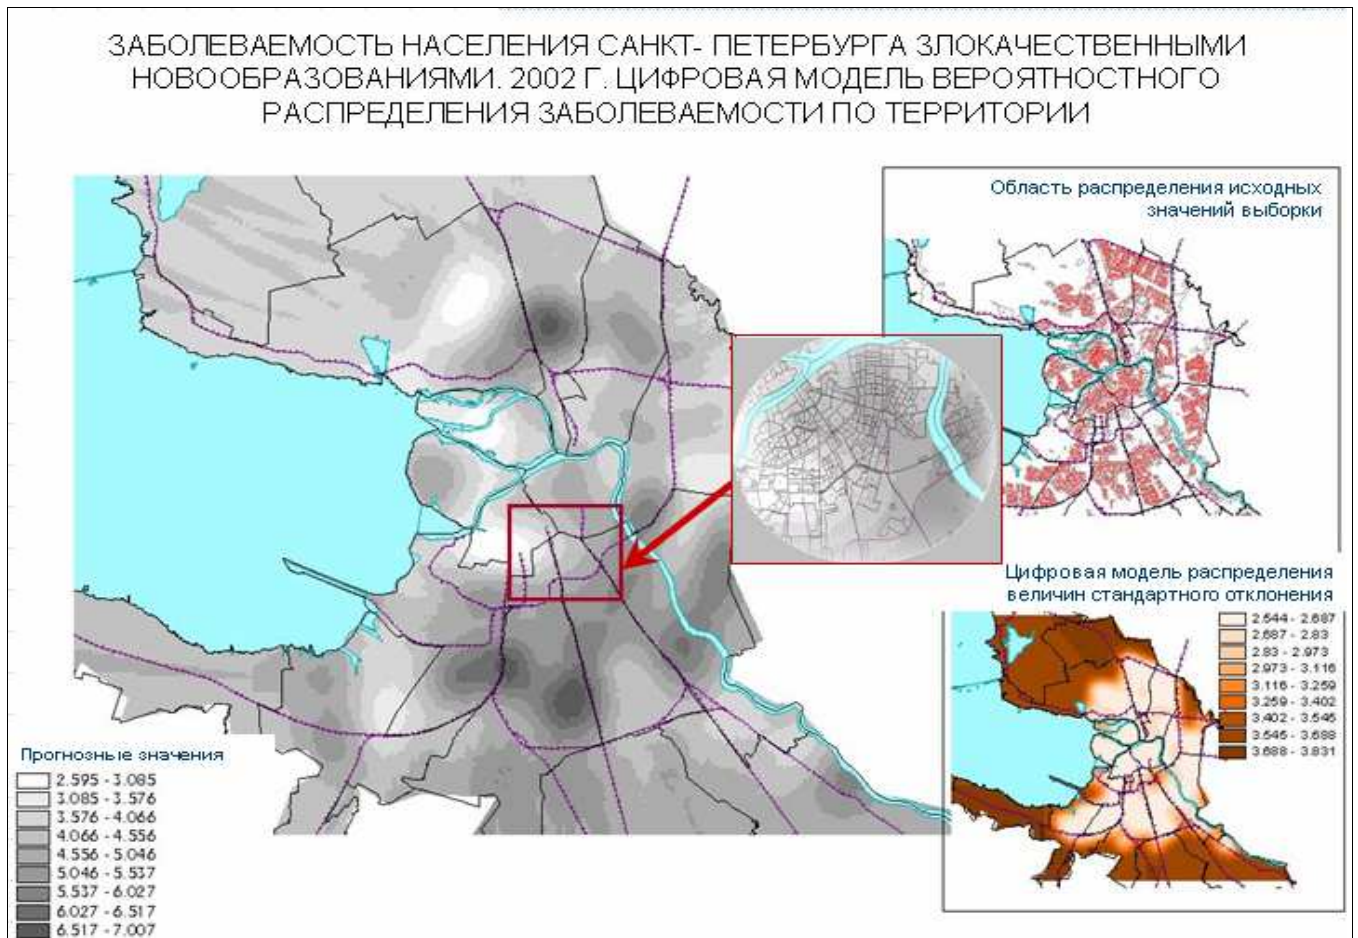 ЗАБОЛЕВАЕМОСТЬ НАСЕЛЕНИЯ САНКТ- ПЕТЕРБУРГА ЗЛОКАЧЕСТВЕННЫМИ
НОВООБРАЗОВАНИЯМИ. 2002 Г. ЦИФРОВАЯ МОДЕЛЬ ВЕРОЯТНОСТНОГО
РАСПРЕДЕЛЕНИЯ ЗАБОЛЕВАЕМОСТИ ПО ТЕРРИТОРИИ
Область распределения исходных
значений выборки
Цифровая модель распределения
величин стандартного отклонения
2.544 - 2.687
2.687 - 2.83
2.83 - 2.973
2.973 - 3.116
3.116 - 3.259
3.259 - 3.402
3.402 - 3.545
3.545 - 3.688
3.688 - 3.831
Прогнозные значения
2.595 - 3.085
3.085 - 3.576
3.576 - 4.066
4.066 - 4.556
4.556 - 5.046
5.046 - 5.537
5.537 - 6.027
6.027 - 6.517
6.517 - 7.007